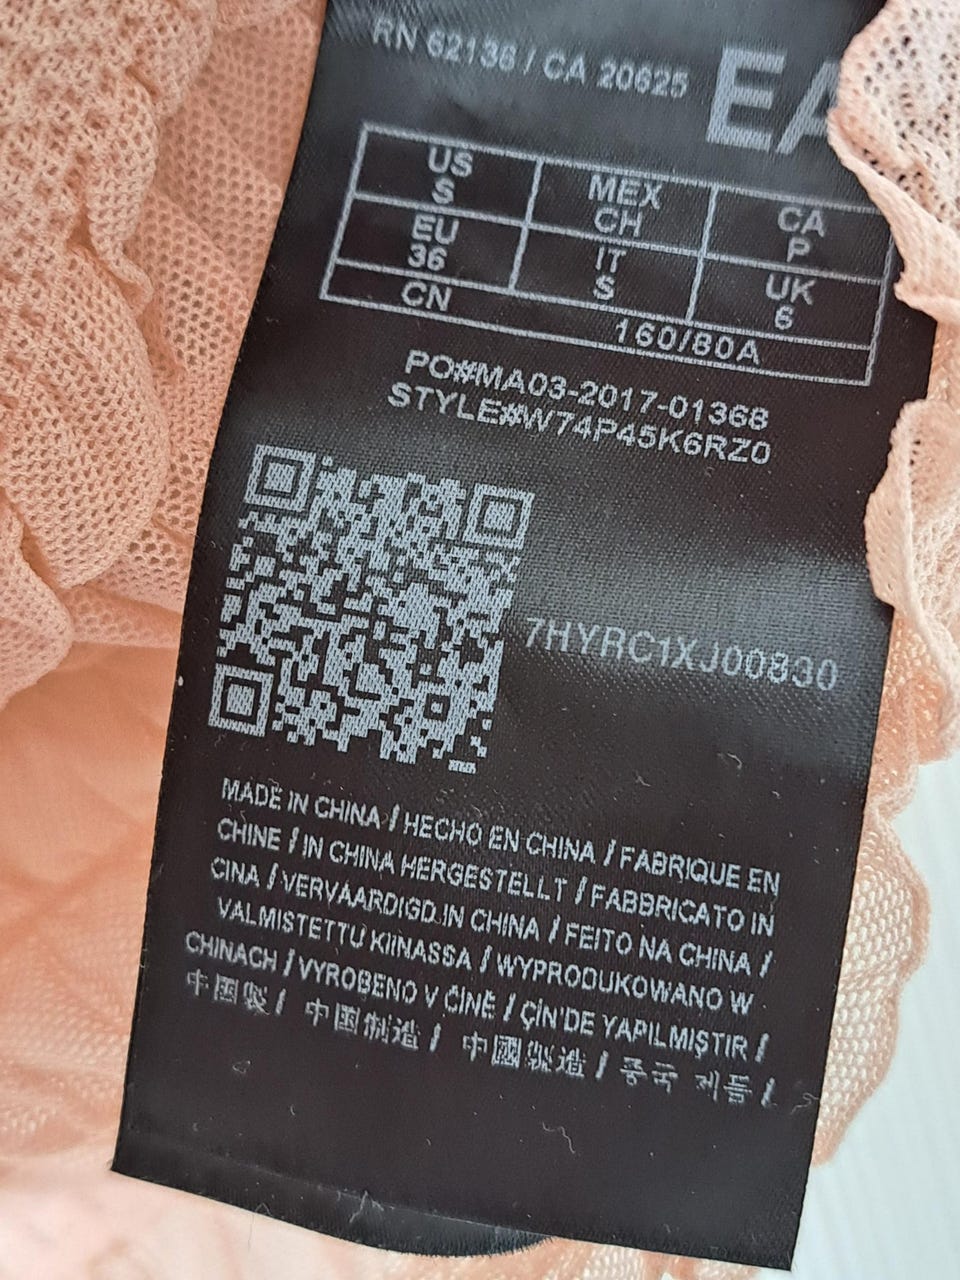 RN 62136 / CA 20625
EA
US MEX CA
S CH P
EU IT UK
36 S 6
CN 160/80A
PO#MA03-2017-01368
STYLE#W74P45K6RZ0
7HYRC1XJ00830
MADE IN CHINA / HECHO EN CHINA / FABRIQUE EN
CHINE / IN CHINA HERGESTELLT / FABBRICATO IN
CINA / VERVAARDIGD IN CHINA / FEITO NA CHINA /
VALMISTETTU KIINASSA / WYPRODUKOWANO W
CHINACH / VYROBENO V ČÍNĚ / ÇİN'DE YAPILMIŞTIR /
中国製 / 中国制造 / 中國製造 / 중국 제품 /